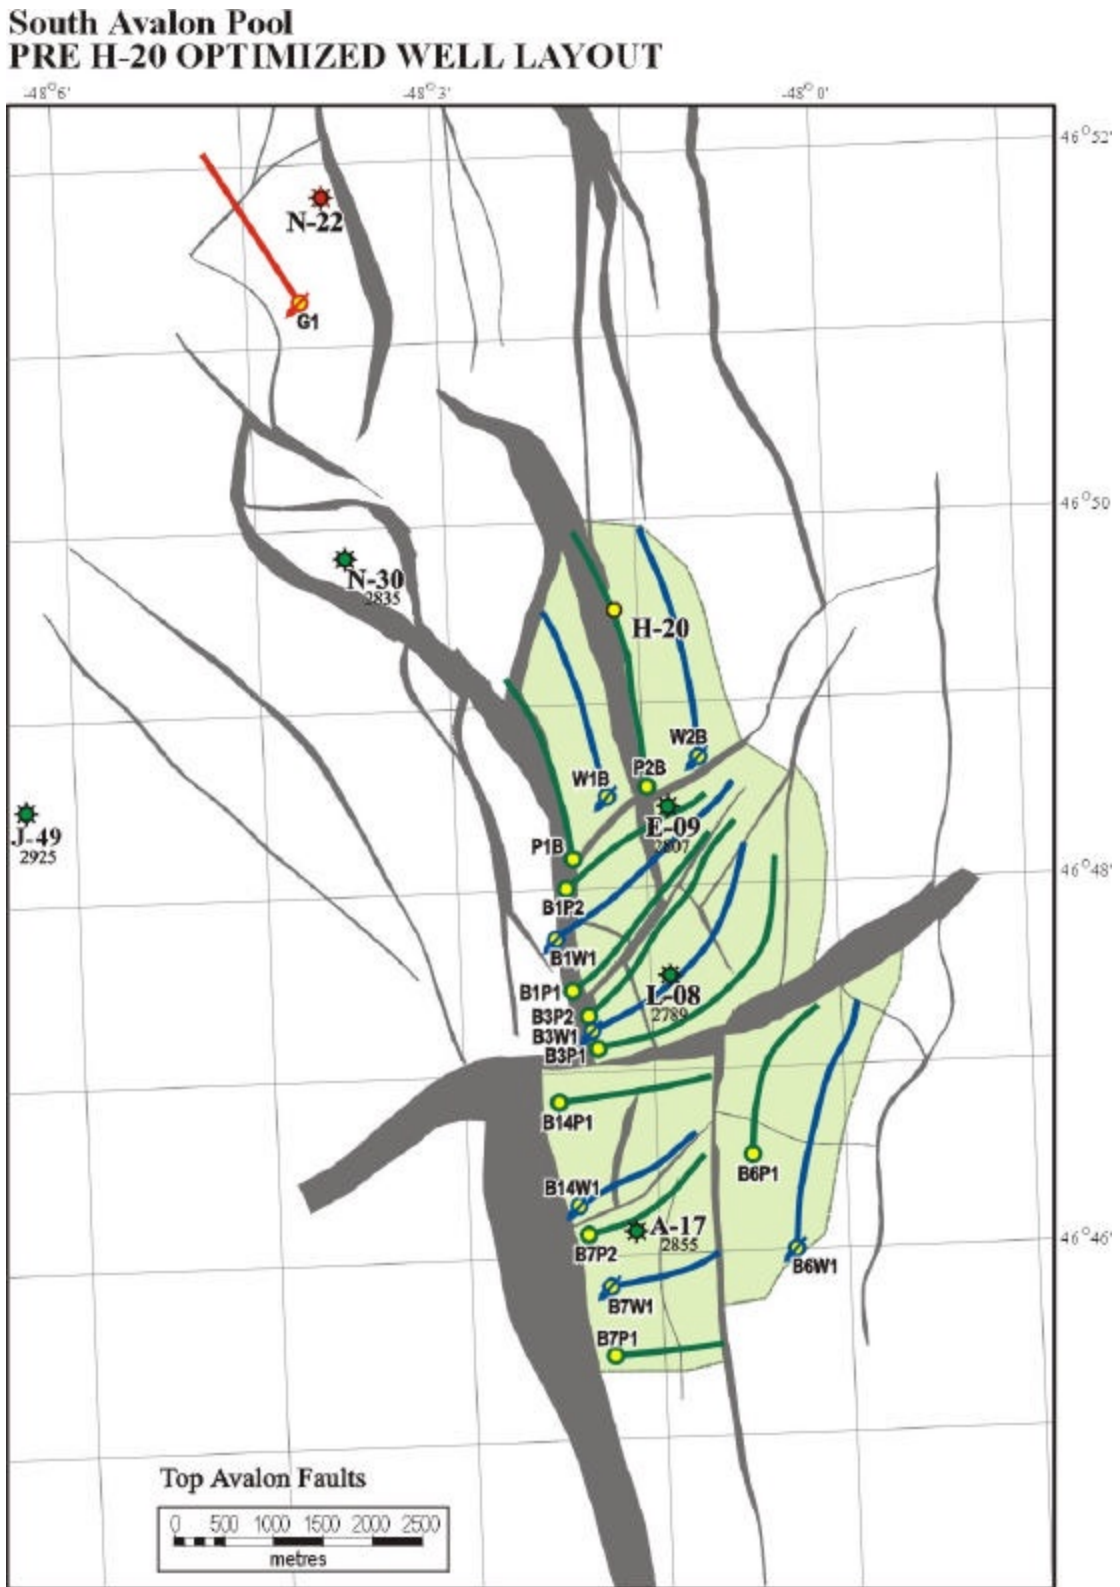 South Avalon Pool
PRE H-20 OPTIMIZED WELL LAYOUT
-48°6'
-48°3'
-48°0'
46°52'
N-22
G1
46°50
N-30
2835
H-20
W2B
P2B
W1B
E-09
2807
J-49
2925
P1B
46°48'
B1P2
B1W1
B1P1
L-08
2789
B3P2
B3W1
B3P1
B14P1
B6P1
B14W1
A-17
2855
46°46'
B7P2
B6W1
B7W1
B7P1
Top Avalon Faults
0 500 1000 1500 2000 2500
metres